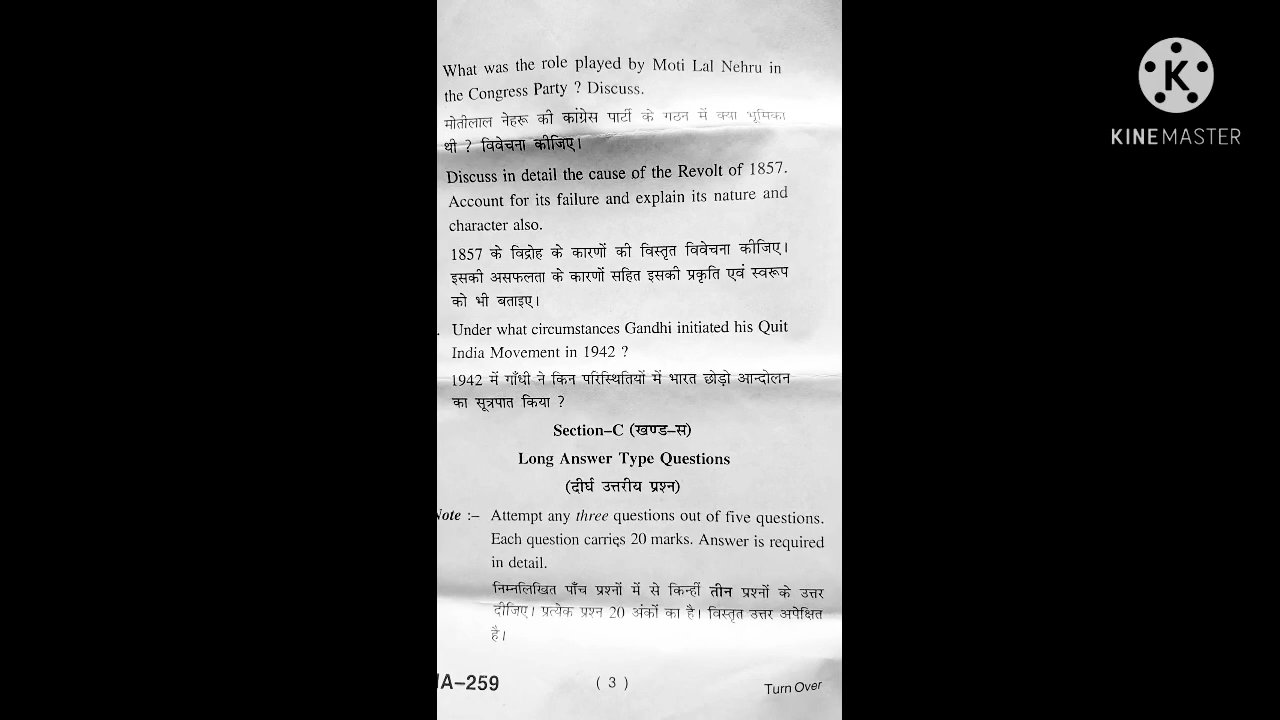 What was the role played by Moti Lal Nehru in
the Congress Party ? Discuss.
मोतीलाल नेहरू की कांग्रेस पार्टी के गठन में क्या भूमिका
थी ? विवेचना कीजिए।
Discuss in detail the cause of the Revolt of 1857.
Account for its failure and explain its nature and
character also.
1857 के विद्रोह के कारणों की विस्तृत विवेचना कीजिए।
इसकी असफलता के कारणों सहित इसकी प्रकृति एवं स्वरूप
को भी बताइए।
. Under what circumstances Gandhi initiated his Quit
India Movement in 1942 ?
1942 में गाँधी ने किन परिस्थितियों में भारत छोड़ो आन्दोलन
का सूत्रपात किया ?
Section–C (खण्ड–स)
Long Answer Type Questions
(दीर्घ उत्तरीय प्रश्न)
Note :– Attempt any three questions out of five questions.
Each question carries 20 marks. Answer is required
in detail.
निम्नलिखित पाँच प्रश्नों में से किन्हीं तीन प्रश्नों के उत्तर
दीजिए। प्रत्येक प्रश्न 20 अंकों का है। विस्तृत उत्तर अपेक्षित
है।
A–259 ( 3 ) Turn Over
K
KINEMASTER